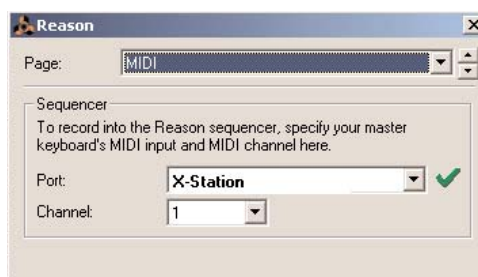 Reason
Page: MIDI
Sequencer
To record into the Reason sequencer, specify your master
keyboard's MIDI input and MIDI channel here.
Port: X-Station
Channel: 1